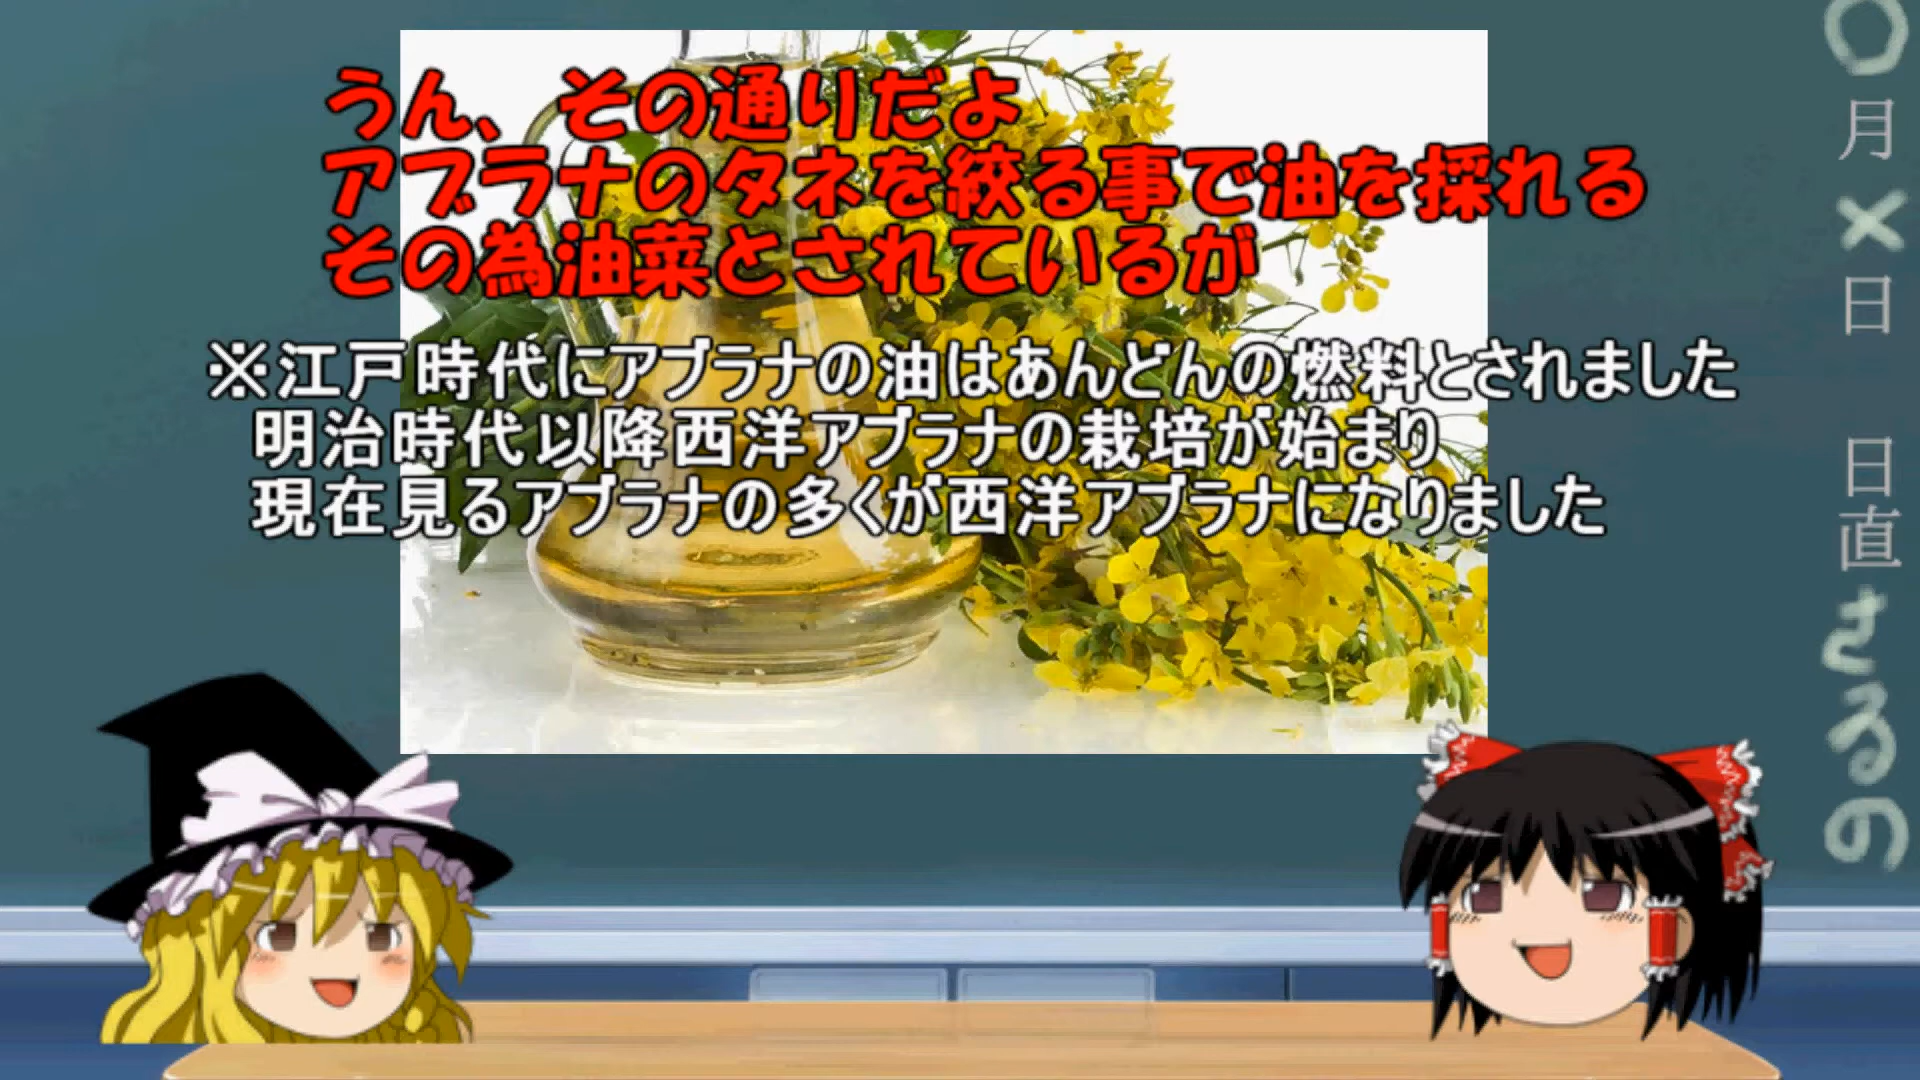 うん、その通りだよ
アブラナのタネを絞る事で油を採れる
その為油菜とされているが
※江戸時代にアブラナの油はあんどんの燃料とされました
明治時代以降西洋アブラナの栽培が始まり
現在見るアブラナの多くが西洋アブラナになりました
〇月×日 日直さるの